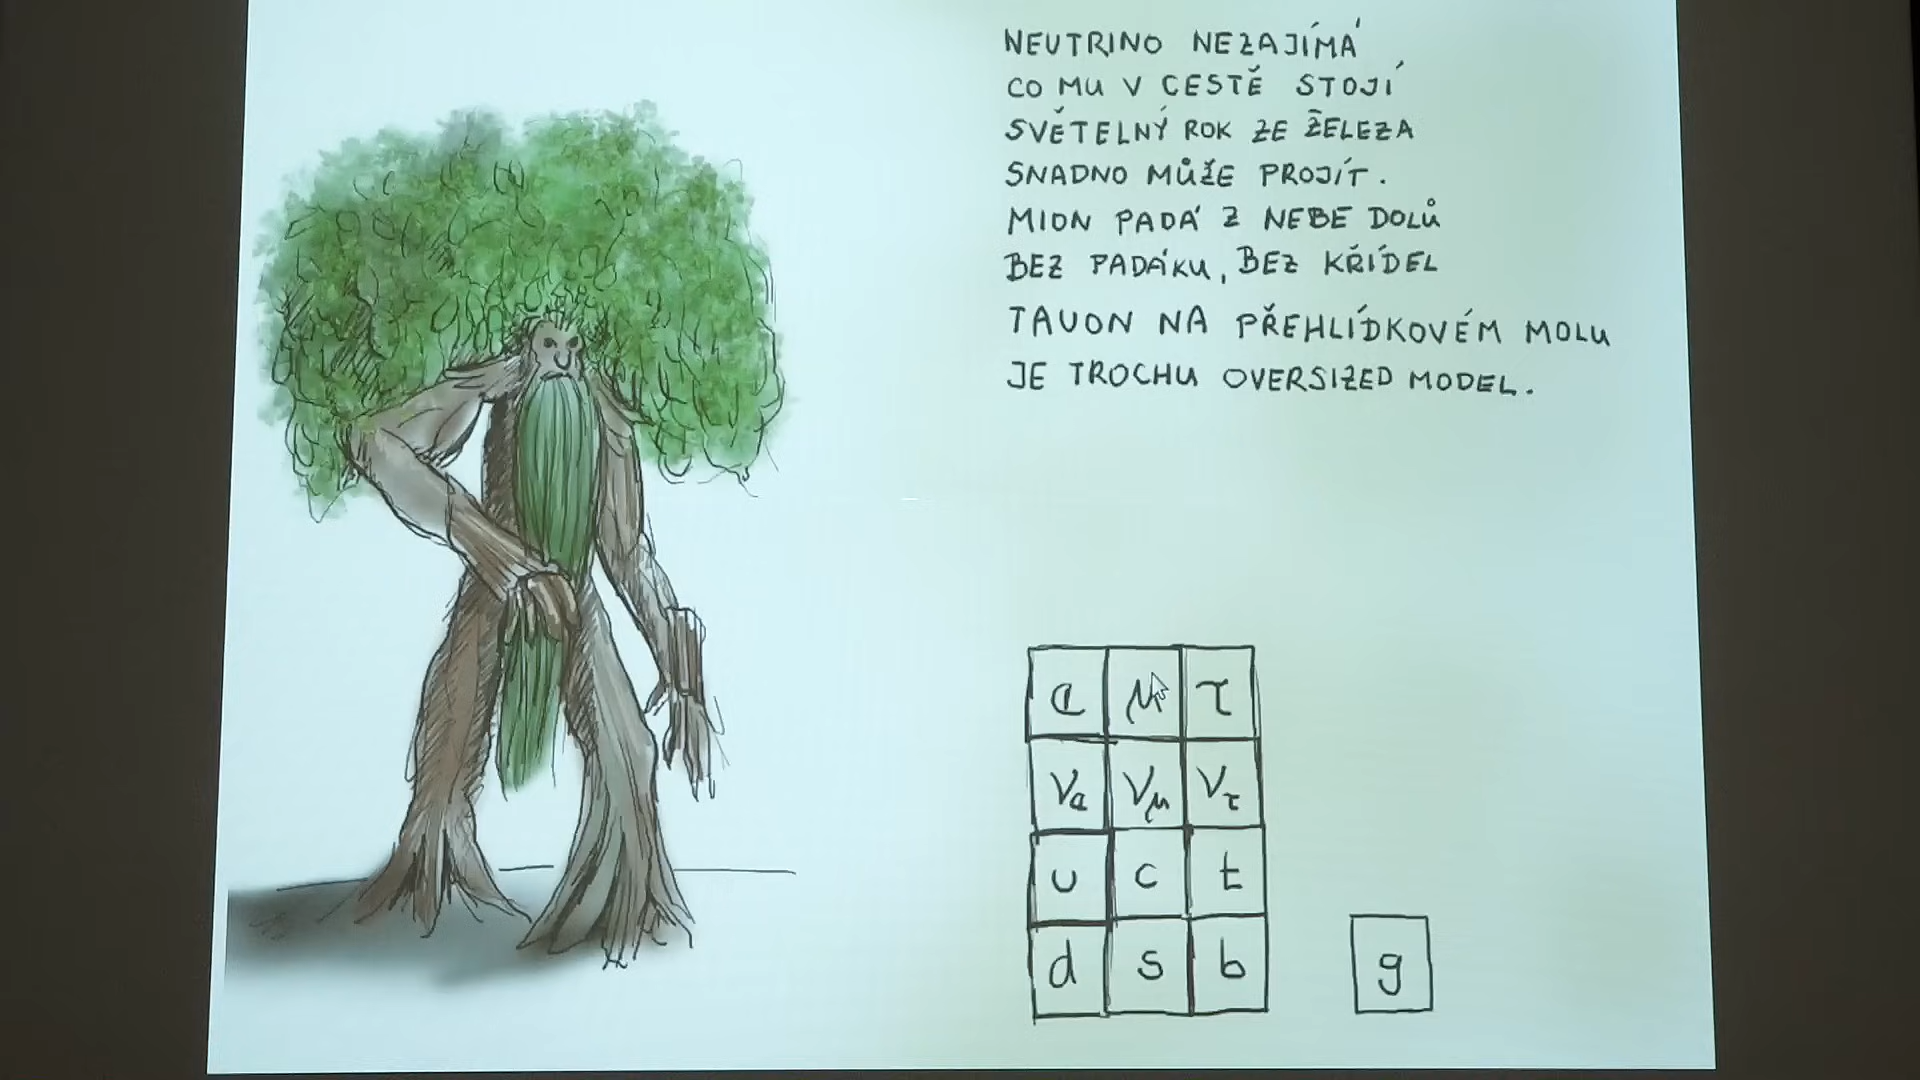 NEUTRINO NEZAJÍMÁ
CO MU V CESTĚ STOJÍ
SVĚTELNÝ ROK ZE ŽELEZA
SNADNO MŮŽE PROJÍT.
MION PADÁ Z NEBE DOLŮ
BEZ PADÁKU, BEZ KŘÍDEL
TAUON NA PŘEHLÍDKOVÉM MOLU
JE TROCHU OVERSIZED MODEL.
e μ τ
νe νμ ντ
u c t
d s b
g